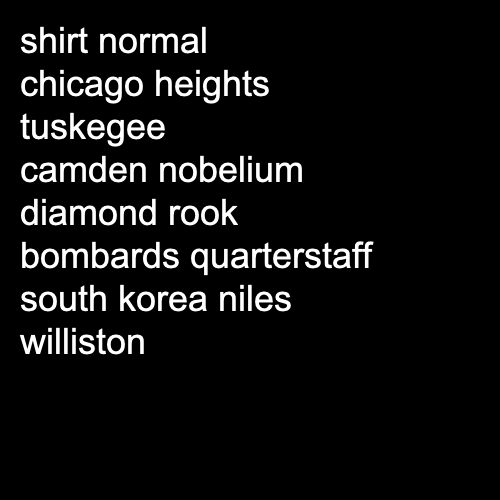 shirt normal
chicago heights
tuskegee
camden nobelium
diamond rook
bombards quarterstaff
south korea niles
williston